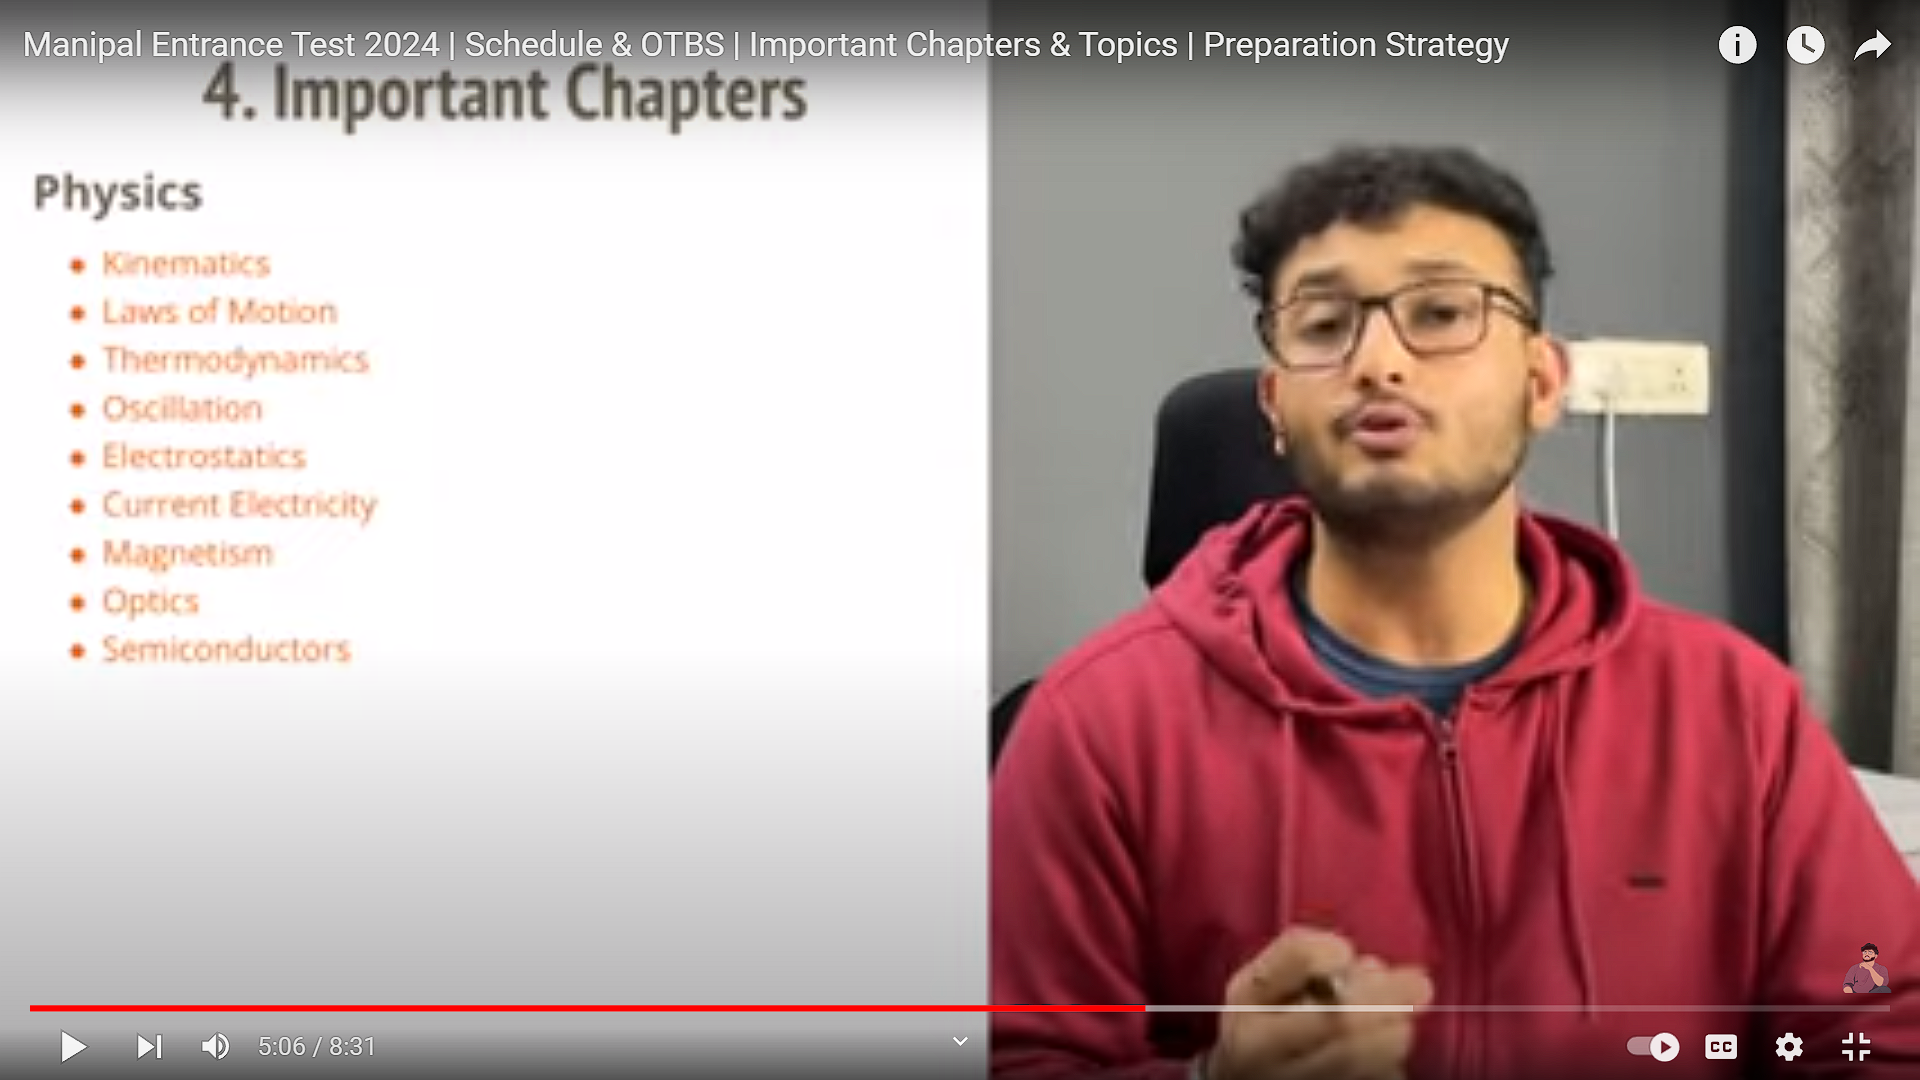 Manipal Entrance Test 2024 | Schedule & OTBS | Important Chapters & Topics | Preparation Strategy
4. Important Chapters
Physics
• Kinematics
• Laws of Motion
• Thermodynamics
• Oscillation
• Electrostatics
• Current Electricity
• Magnetism
• Optics
• Semiconductors
5:06 / 8:31
CC